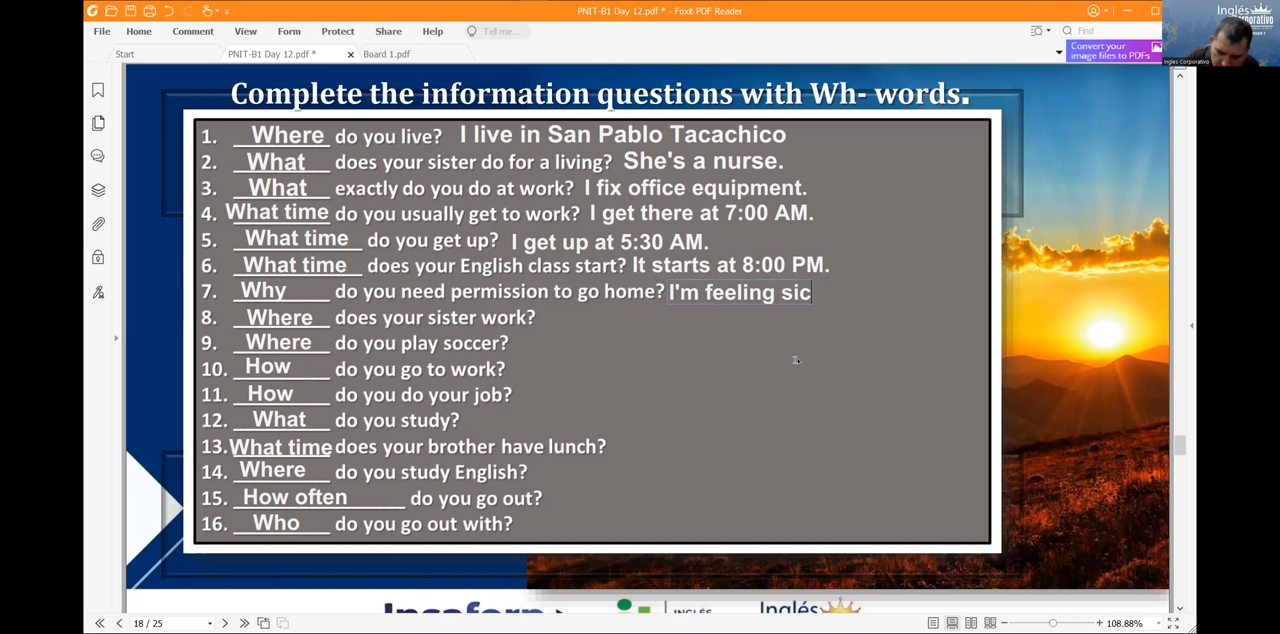 PNIT-B1 Day 12.pdf * - Foxit PDF Reader
File Home Comment View Form Protect Share Help Tell me... Find
Start PNIT-B1 Day 12.pdf * Board 1.pdf
Convert your
image files to PDFs
Inglés
Corporativo
Ingles Corporativo
Complete the information questions with Wh- words.
1. Where do you live? I live in San Pablo Tacachico
2. What does your sister do for a living? She's a nurse.
3. What exactly do you do at work? I fix office equipment.
4. What time do you usually get to work? I get there at 7:00 AM.
5. What time do you get up? I get up at 5:30 AM.
6. What time does your English class start? It starts at 8:00 PM.
7. Why do you need permission to go home? I'm feeling sic
8. Where does your sister work?
9. Where do you play soccer?
10. How do you go to work?
11. How do you do your job?
12. What do you study?
13. What time does your brother have lunch?
14. Where do you study English?
15. How often do you go out?
16. Who do you go out with?
INGLÉS
Inglés
18 / 25
108.88%